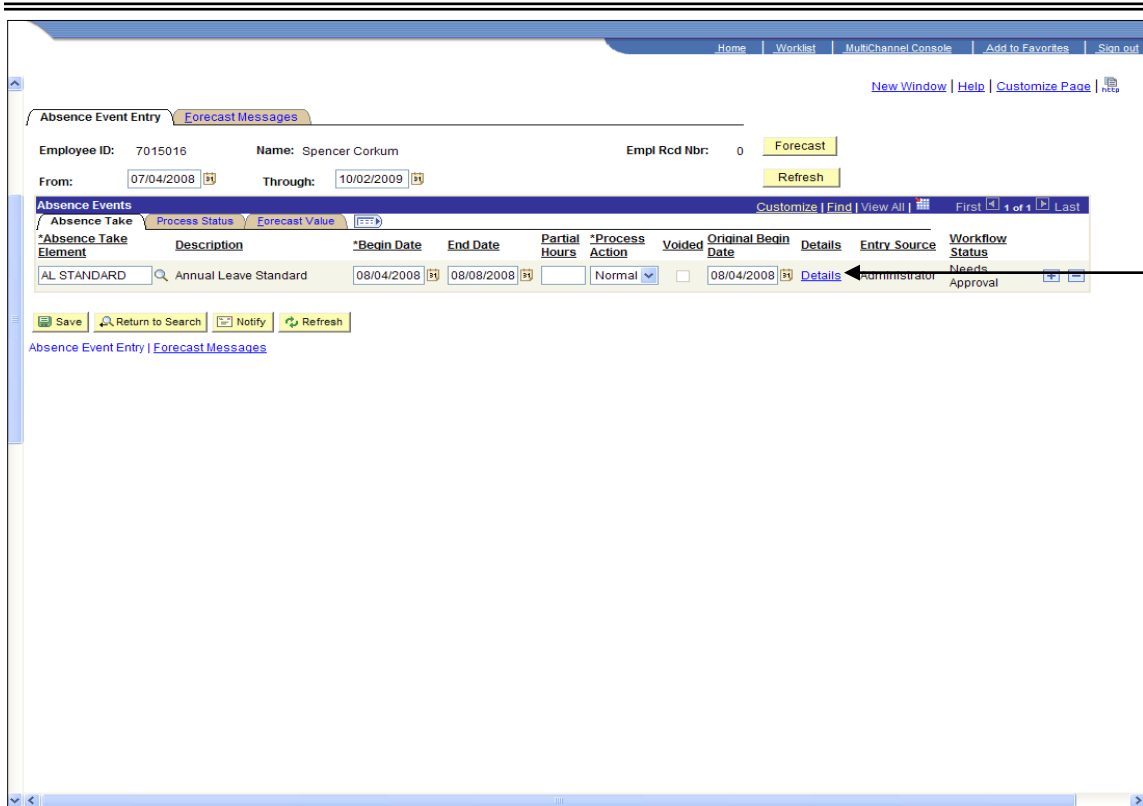 Home | Worklist | MultiChannel Console | Add to Favorites | Sign out
New Window | Help | Customize Page | http
Absence Event Entry Forecast Messages
Employee ID: 7015016 Name: Spencer Corkum Empl Rcd Nbr: 0 Forecast
From: 07/04/2008 Through: 10/02/2009 Refresh
Absence Events Customize | Find | View All | First 1 of 1 Last
Absence Take Process Status Forecast Value
*Absence Take Element Description *Begin Date End Date Partial Hours *Process Action Voided Original Begin Date Details Entry Source Workflow Status
AL STANDARD Annual Leave Standard 08/04/2008 08/08/2008 Normal 08/04/2008 Details Administrator Needs Approval
Save Return to Search Notify Refresh
Absence Event Entry | Forecast Messages